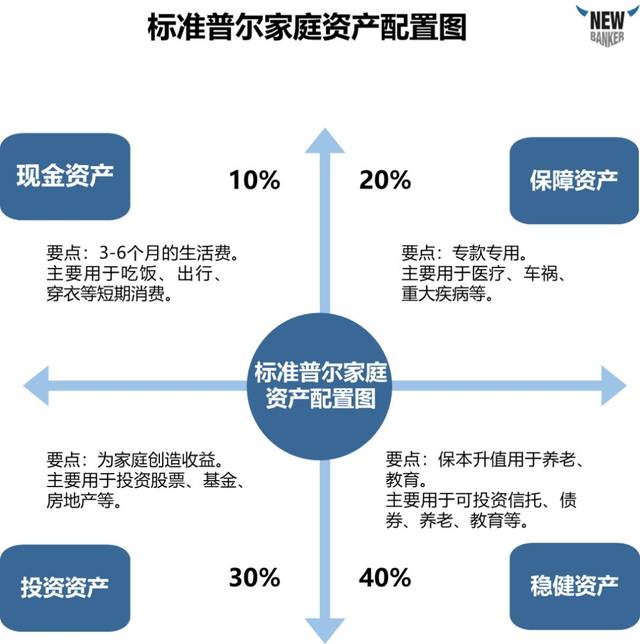 标准普尔家庭资产配置图
NEW
BANKER
现金资产
10%
20%
保障资产
要点：3-6个月的生活费。
主要用于吃饭、出行、
穿衣等短期消费。
要点：专款专用。
主要用于医疗、车祸、
重大疾病等。
标准普尔家庭
资产配置图
要点：为家庭创造收益。
主要用于投资股票、基金、
房地产等。
要点：保本升值用于养老、
教育。
主要用于可投资信托、债
券、养老、教育等。
投资资产
30%
40%
稳健资产